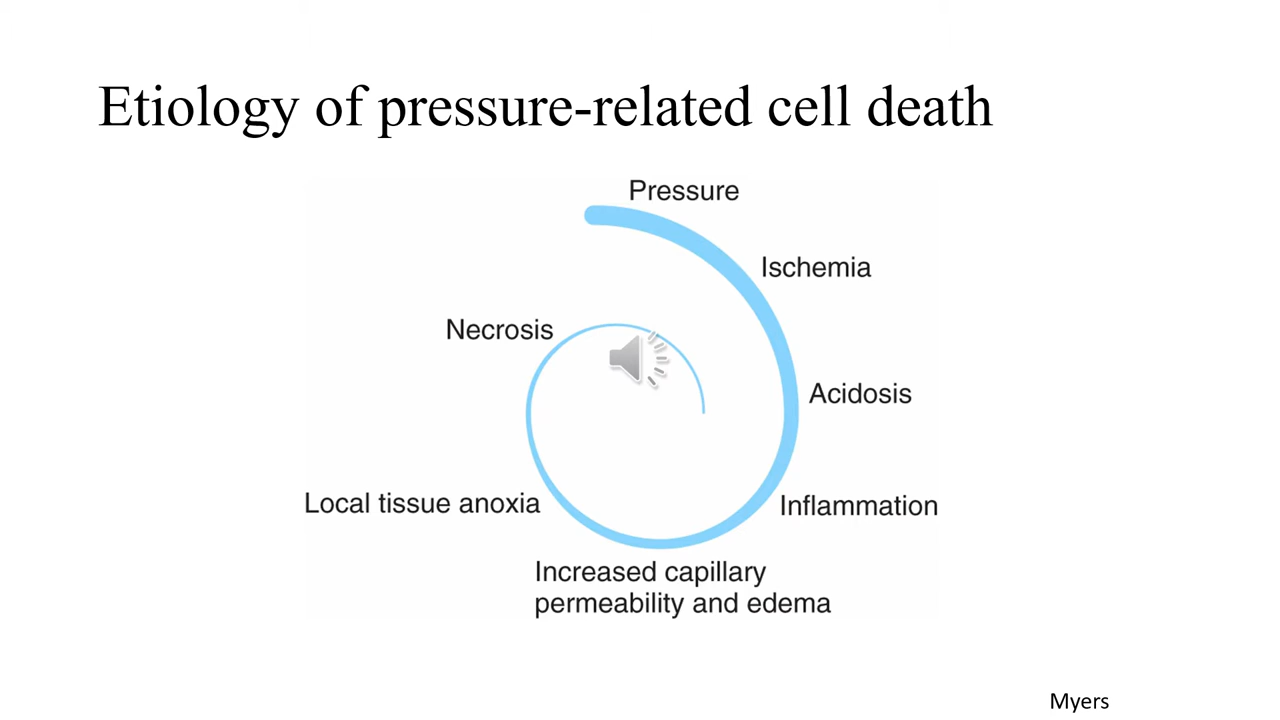 Etiology of pressure-related cell death
Pressure
Ischemia
Acidosis
Inflammation
Increased capillary
permeability and edema
Local tissue anoxia
Necrosis
Myers